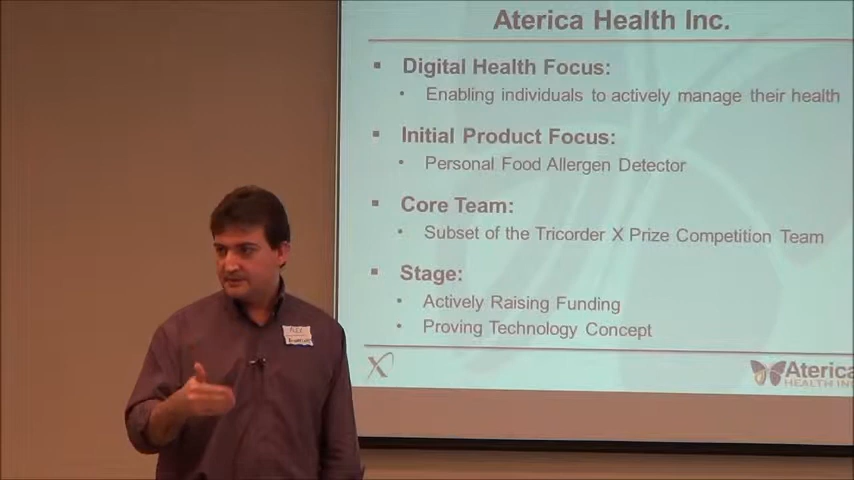 Aterica Health Inc.
▪ Digital Health Focus:
• Enabling individuals to actively manage their health
▪ Initial Product Focus:
• Personal Food Allergen Detector
▪ Core Team:
• Subset of the Tricorder X Prize Competition Team
▪ Stage:
• Actively Raising Funding
• Proving Technology Concept
X
Aterica
HEALTH IN
ALEX